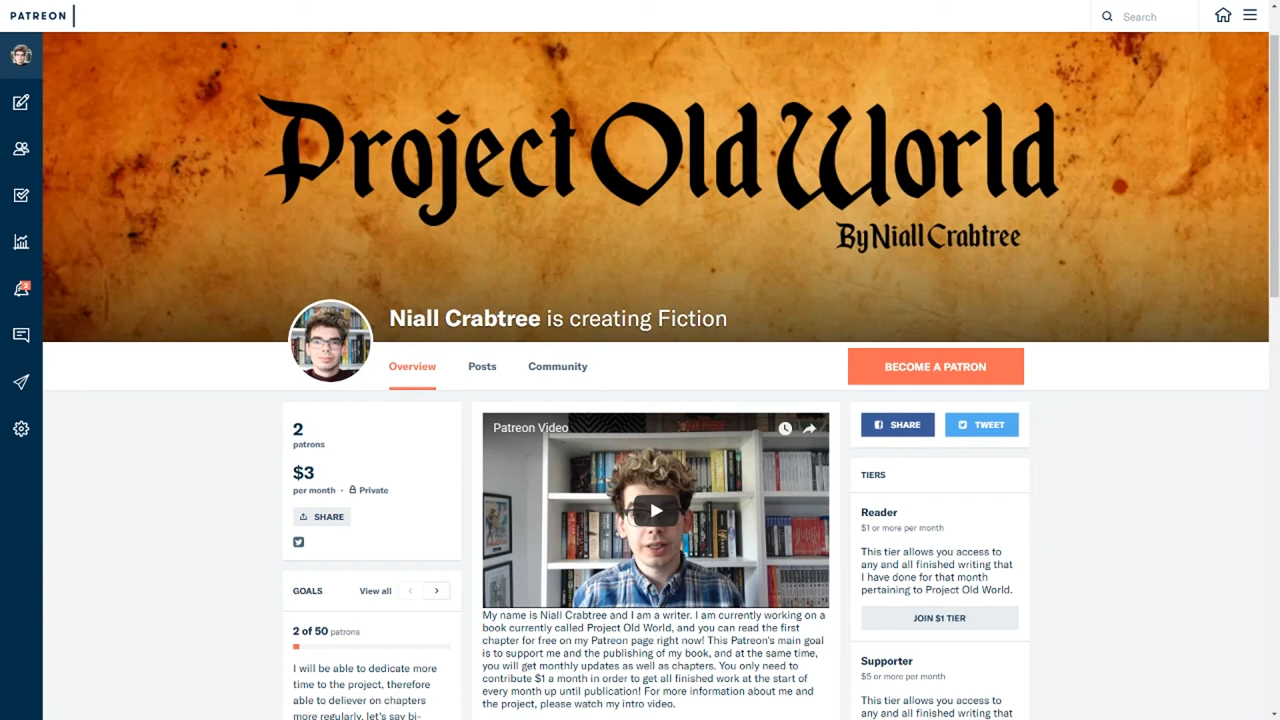 PATREON
Search
Project Old World
By Niall Crabtree
Niall Crabtree is creating Fiction
Overview
Posts
Community
BECOME A PATRON
2
patrons
$3
per month · Private
SHARE
GOALS
View all
2 of 50 patrons
I will be able to dedicate more
time to the project, therefore
able to deliever on chapters
more regularly, let's say bi-
Patreon Video
My name is Niall Crabtree and I am a writer. I am currently working on a
book currently called Project Old World, and you can read the first
chapter for free on my Patreon page right now! This Patreon's main goal
is to support me and the publishing of my book, and at the same time,
you will get monthly updates as well as chapters. You only need to
contribute $1 a month in order to get all finished work at the start of
every month up until publication! For more information about me and
the project, please watch my intro video.
SHARE
TWEET
TIERS
Reader
$1 or more per month
This tier allows you access to
any and all finished writing that
I have done for that month
pertaining to Project Old World.
JOIN $1 TIER
Supporter
$5 or more per month
This tier allows you access to
any and all finished writing that